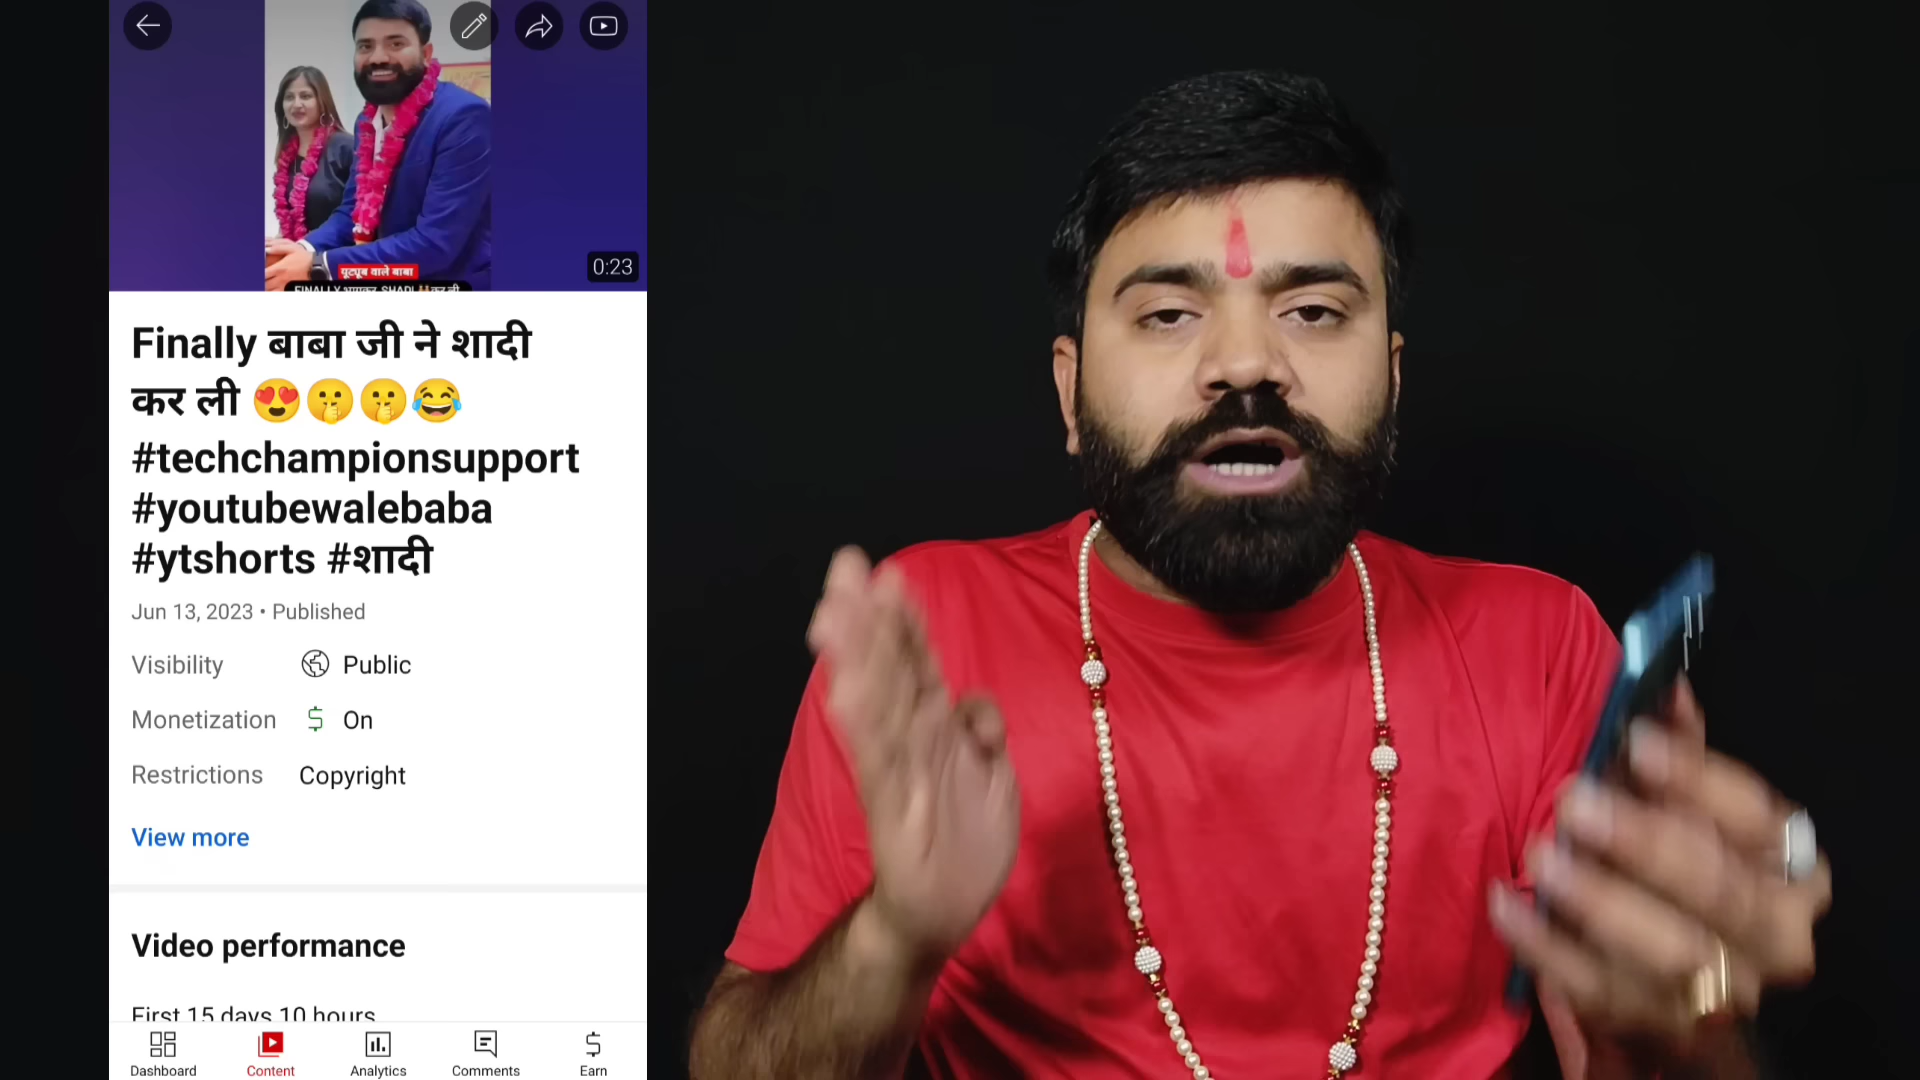 यूट्यूब वाले बाबा
0:23
Finally बाबा जी ने शादी
कर ली 😍🤫🤫😂
#techchampionsupport
#youtubewalebaba
#ytshorts #शादी
Jun 13, 2023 • Published
Visibility Public
Monetization On
Restrictions Copyright
View more
Video performance
First 15 days 10 hours
Dashboard Content Analytics Comments Earn